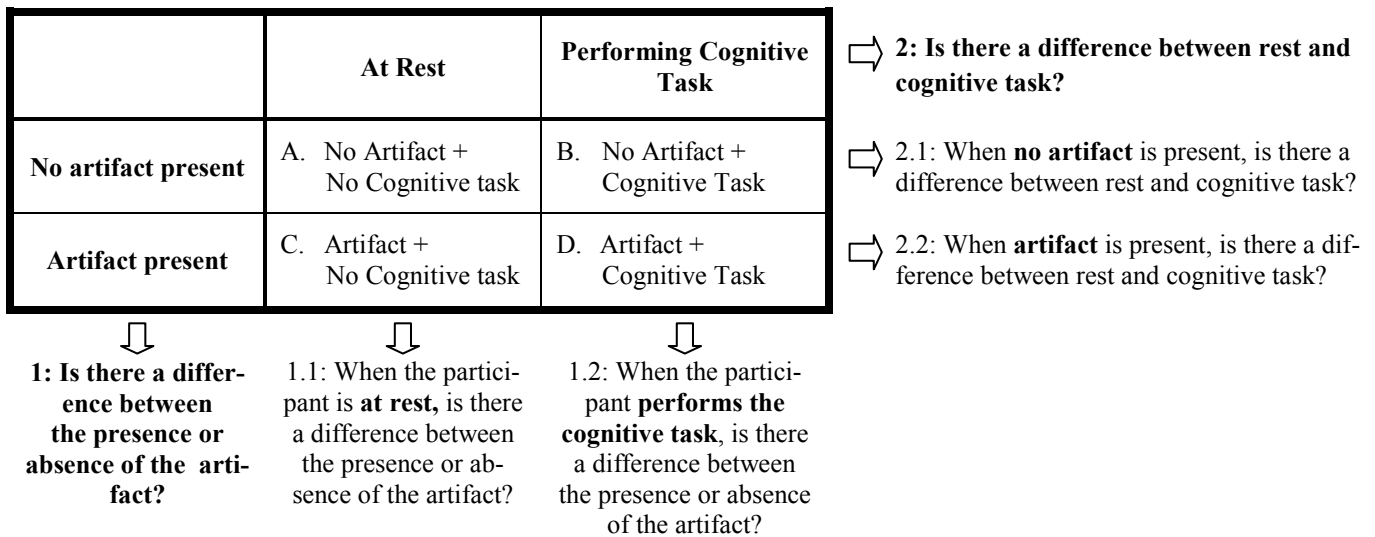 At Rest
Performing Cognitive
Task
2: Is there a difference between rest and
cognitive task?
No artifact present
A. No Artifact +
No Cognitive task
B. No Artifact +
Cognitive Task
2.1: When no artifact is present, is there a
difference between rest and cognitive task?
Artifact present
C. Artifact +
No Cognitive task
D. Artifact +
Cognitive Task
2.2: When artifact is present, is there a dif-
ference between rest and cognitive task?
1: Is there a differ-
ence between
the presence or
absence of the arti-
fact?
1.1: When the partici-
pant is at rest, is there
a difference between
the presence or ab-
sence of the artifact?
1.2: When the partici-
pant performs the
cognitive task, is there
a difference between
the presence or absence
of the artifact?